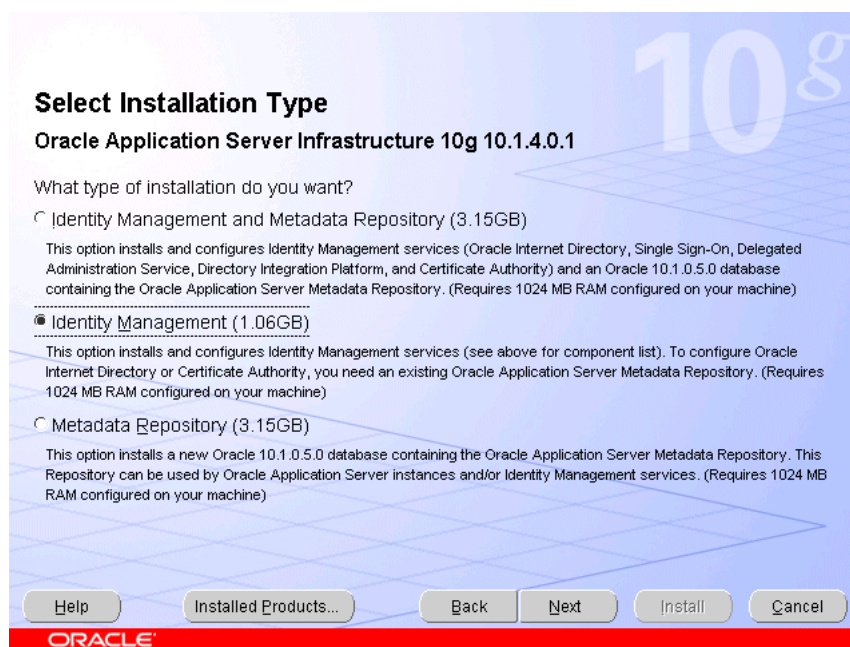 10g
Select Installation Type
Oracle Application Server Infrastructure 10g 10.1.4.0.1
What type of installation do you want?
Identity Management and Metadata Repository (3.15GB)
This option installs and configures Identity Management services (Oracle Internet Directory, Single Sign-On, Delegated
Administration Service, Directory Integration Platform, and Certificate Authority) and an Oracle 10.1.0.5.0 database
containing the Oracle Application Server Metadata Repository. (Requires 1024 MB RAM configured on your machine)
Identity Management (1.06GB)
This option installs and configures Identity Management services (see above for component list). To configure Oracle
Internet Directory or Certificate Authority, you need an existing Oracle Application Server Metadata Repository. (Requires
1024 MB RAM configured on your machine)
Metadata Repository (3.15GB)
This option installs a new Oracle 10.1.0.5.0 database containing the Oracle Application Server Metadata Repository. This
Repository can be used by Oracle Application Server instances and/or Identity Management services. (Requires 1024 MB
RAM configured on your machine)
Help Installed Products... Back Next Install Cancel
ORACLE